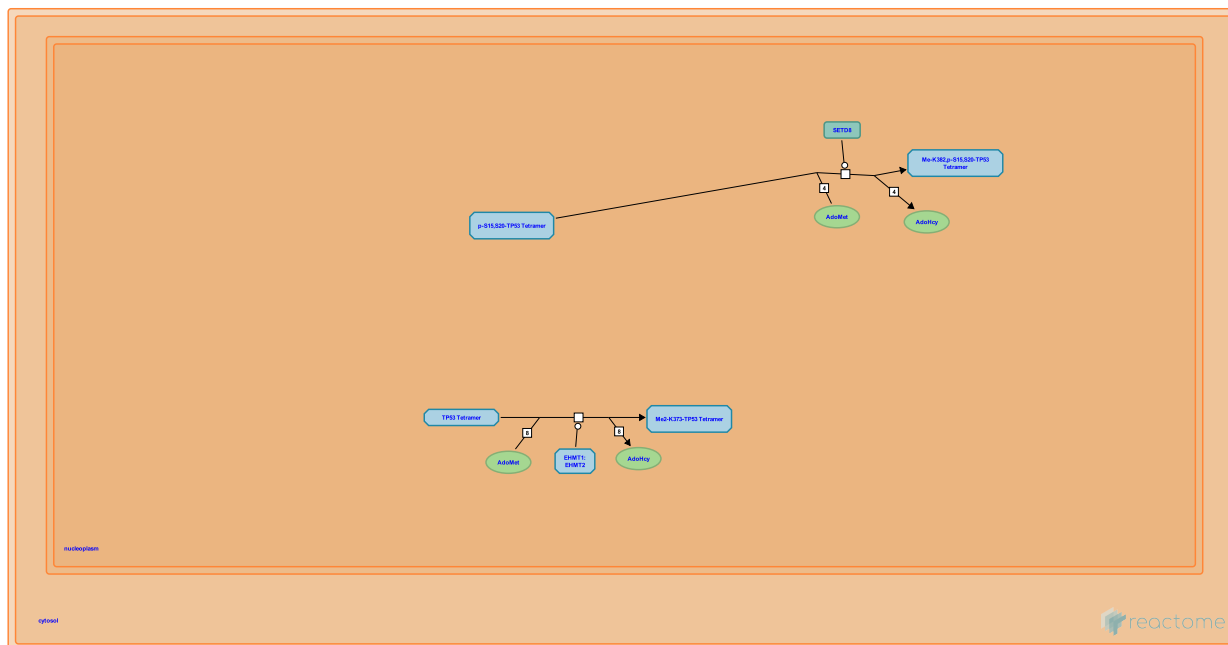 SETD8
Me-K382,p-S15,S20-TP53
Tetramer
4
4
AdoMet
AdoHcy
p-S15,S20-TP53 Tetramer
TP53 Tetramer
Me2-K373-TP53 Tetramer
8
8
AdoMet
EHMT1:
EHMT2
AdoHcy
nucleoplasm
cytosol
reactome